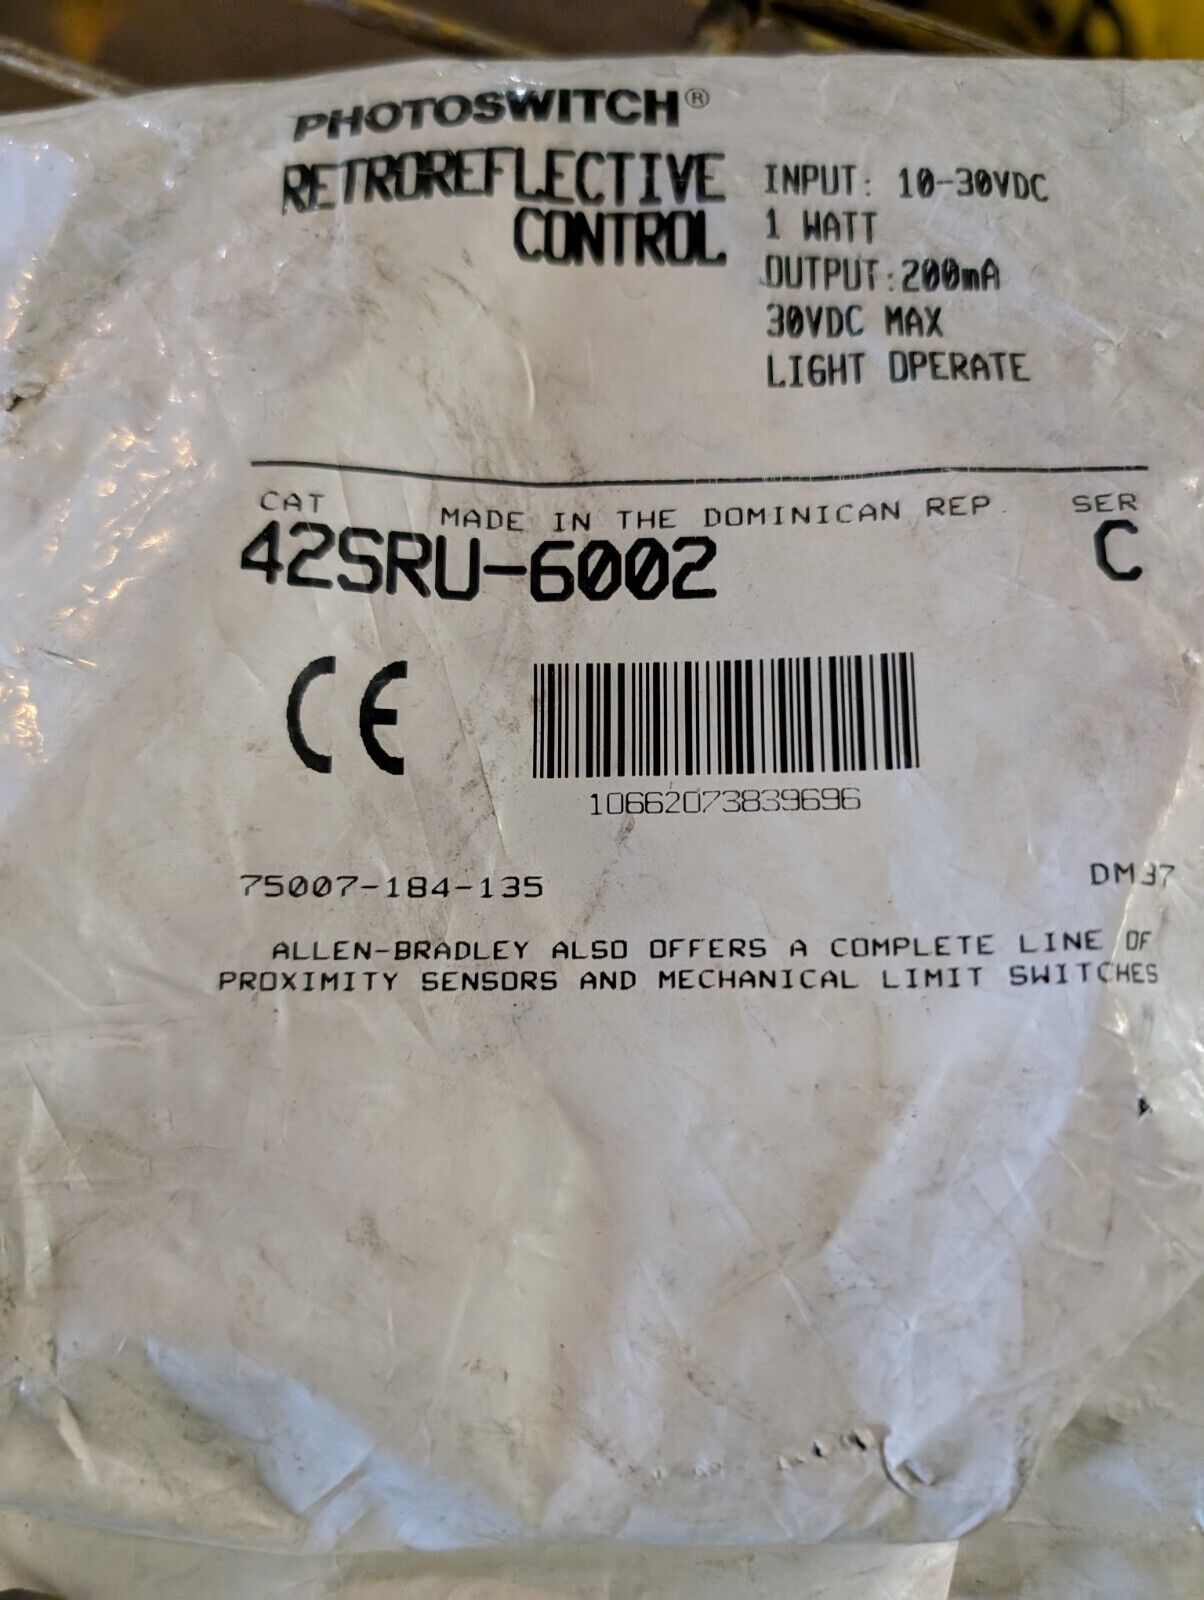 PHOTOSWITCH®
RETROREFLECTIVE
CONTROL
INPUT: 10-30VDC
1 WATT
OUTPUT:200mA
30VDC MAX
LIGHT OPERATE
CAT
MADE IN THE DOMINICAN REP.
SER
42SRU-6002
C
CE
10662073839696
75007-184-135
DM37
ALLEN-BRADLEY ALSO OFFERS A COMPLETE LINE OF
PROXIMITY SENSORS AND MECHANICAL LIMIT SWITCHES